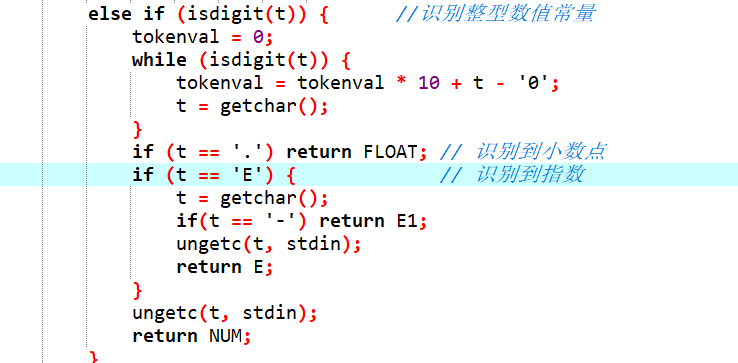 else if (isdigit(t)) { //识别整型数值常量
tokenval = 0;
while (isdigit(t)) {
tokenval = tokenval * 10 + t - '0';
t = getchar();
}
if (t == '.') return FLOAT; // 识别到小数点
if (t == 'E') { // 识别到指数
t = getchar();
if(t == '-') return E1;
ungetc(t, stdin);
return E;
}
ungetc(t, stdin);
return NUM;
}